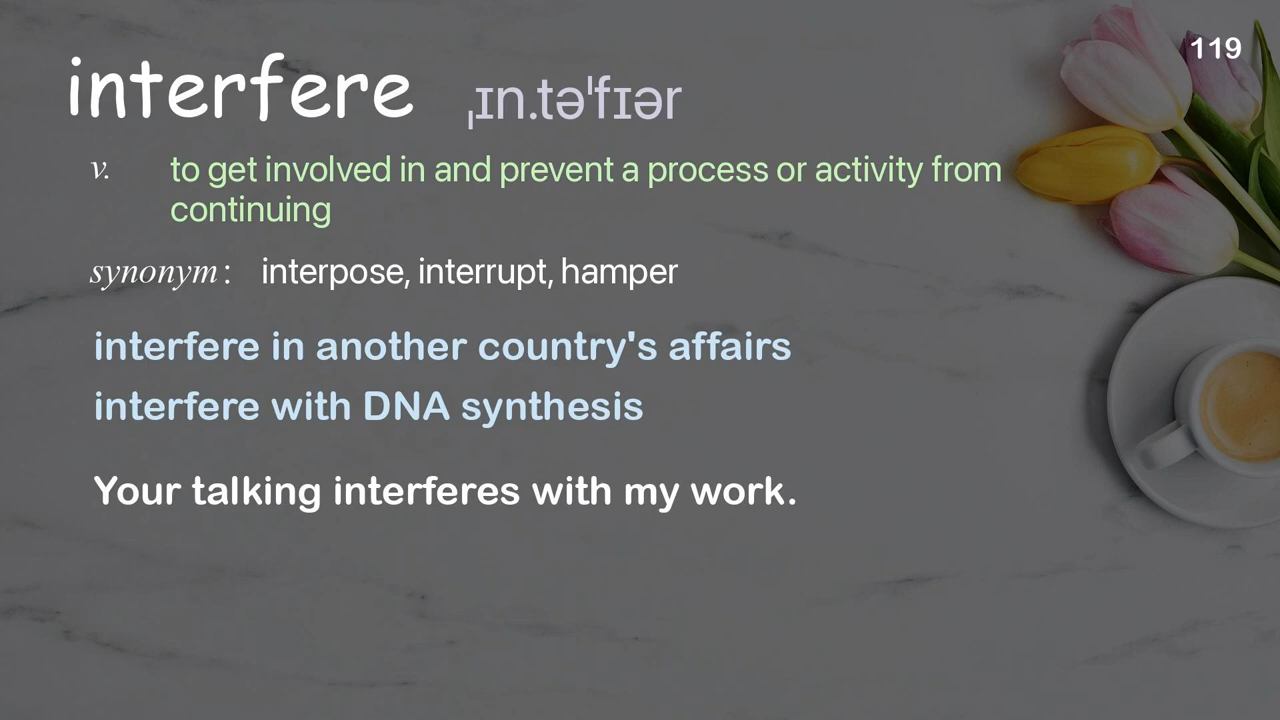 119
interfere ˌɪn.təˈfɪər
v. to get involved in and prevent a process or activity from
continuing
synonym: interpose, interrupt, hamper
interfere in another country's affairs
interfere with DNA synthesis
Your talking interferes with my work.